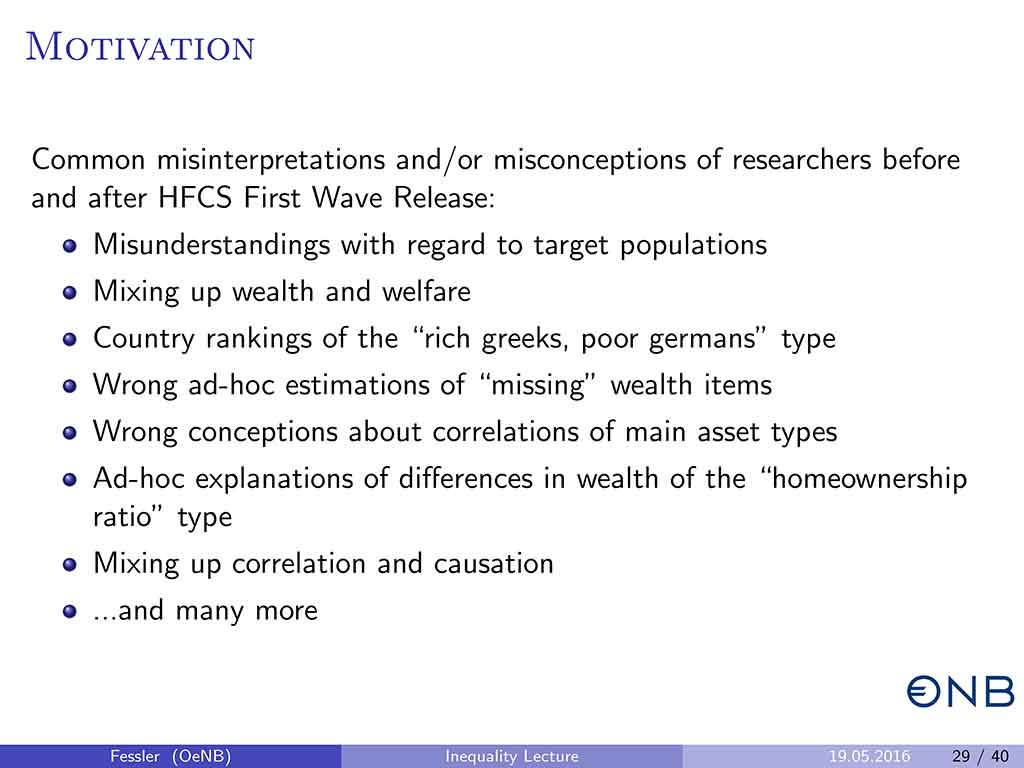 Motivation
Common misinterpretations and/or misconceptions of researchers before
and after HFCS First Wave Release:
Misunderstandings with regard to target populations
Mixing up wealth and welfare
Country rankings of the “rich greeks, poor germans” type
Wrong ad-hoc estimations of “missing” wealth items
Wrong conceptions about correlations of main asset types
Ad-hoc explanations of differences in wealth of the “homeownership
ratio” type
Mixing up correlation and causation
...and many more
€NB
Fessler (OeNB) Inequality Lecture 19.05.2016 29 / 40